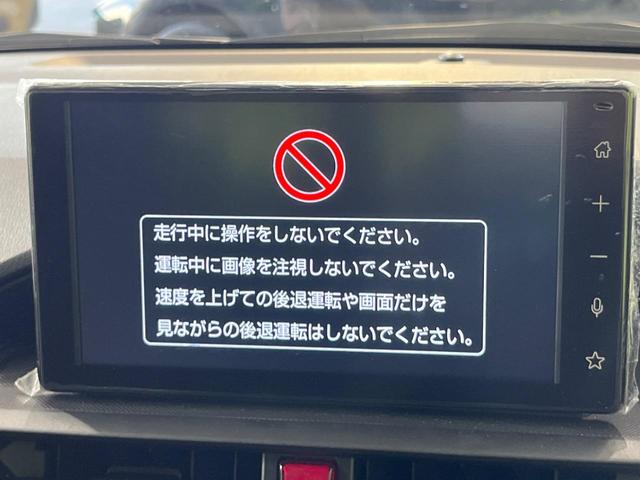 走行中に操作をしないでください。
運転中に画像を注視しないでください。
速度を上げての後退運転や画面だけを
見ながらの後退運転はしないでください。